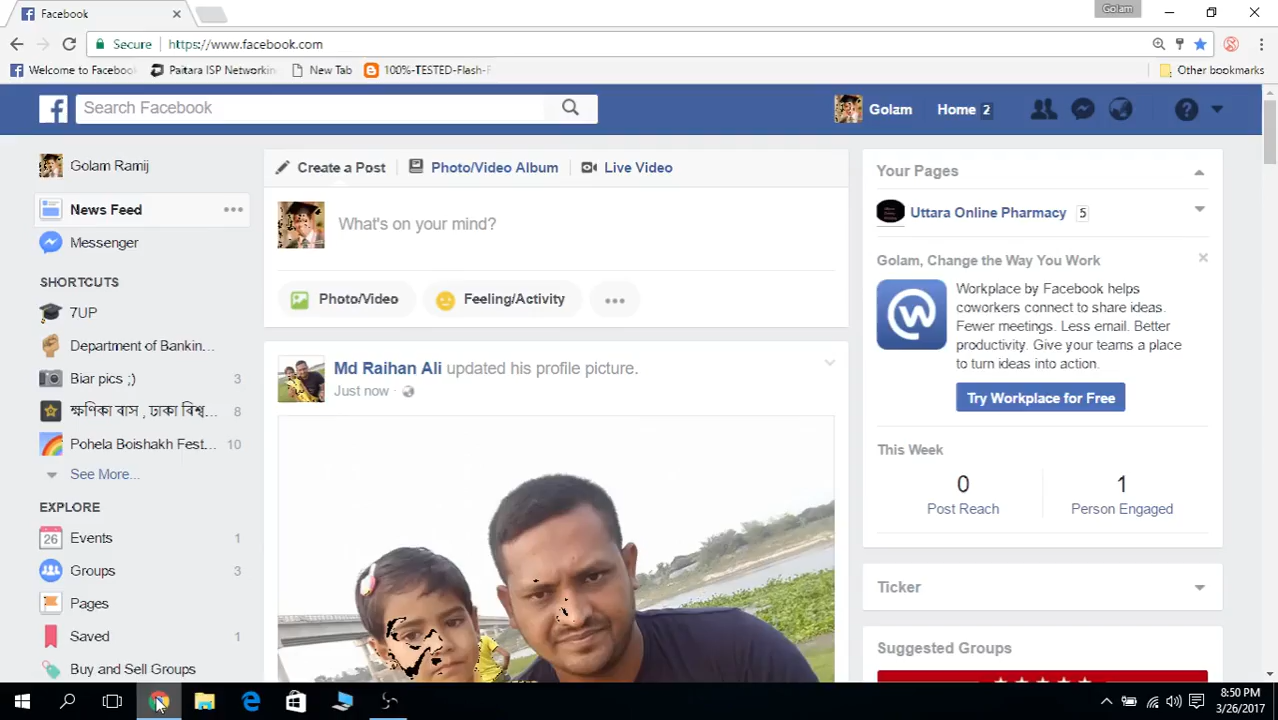 Facebook
Golam
Secure
https://www.facebook.com
Welcome to Facebook
Paitara ISP Networkin
New Tab
100%-TESTED-Flash-F
Other bookmarks
Search Facebook
Golam
Home 2
Golam Ramij
News Feed
Messenger
SHORTCUTS
7UP
Department of Bankin...
Biar pics ;) 3
ক্ষণিকা বাস , ঢাকা বিশ্ব... 8
Pohela Boishakh Fest... 10
See More...
EXPLORE
26 Events 1
Groups 3
Pages
Saved 1
Buy and Sell Groups
Create a Post
Photo/Video Album
Live Video
What's on your mind?
Photo/Video
Feeling/Activity
Md Raihan Ali updated his profile picture.
Just now
Your Pages
Uttara Online Pharmacy 5
Golam, Change the Way You Work
Workplace by Facebook helps
coworkers connect to share ideas.
Fewer meetings. Less email. Better
productivity. Give your teams a place
to turn ideas into action.
Try Workplace for Free
This Week
0
Post Reach
1
Person Engaged
Ticker
Suggested Groups
8:50 PM
3/26/2017